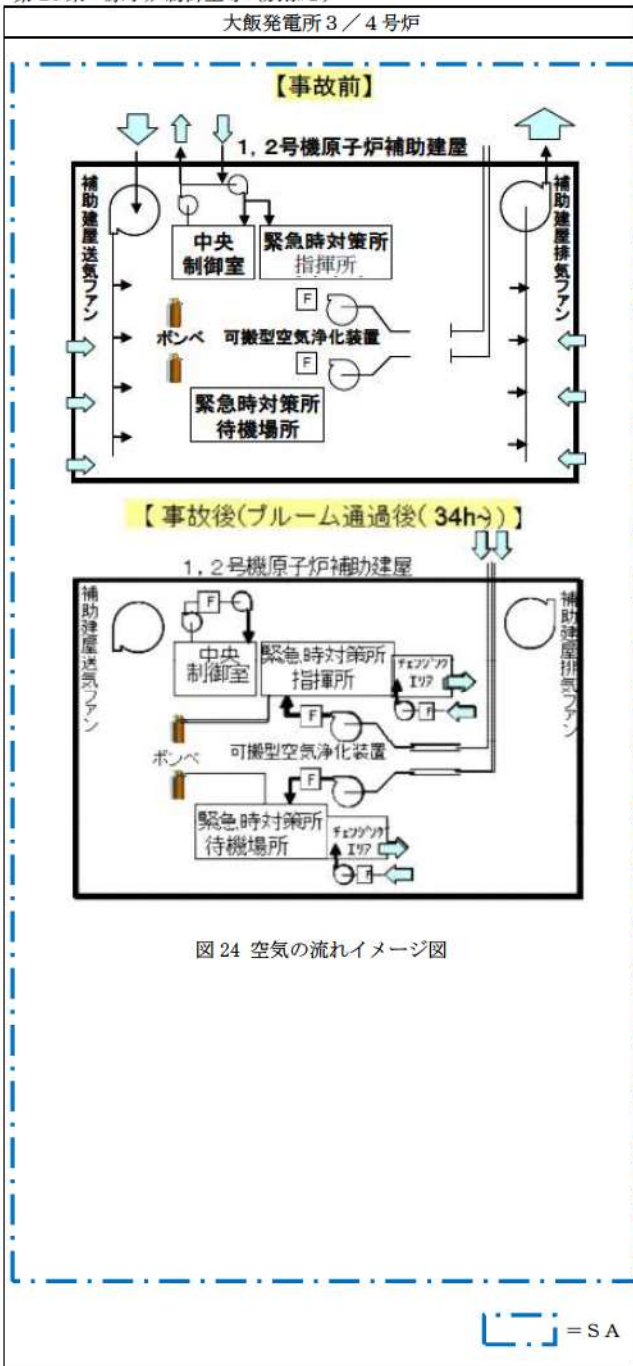 大飯発電所3／4号炉
【事故前】
1, 2号機原子炉補助建屋
補助建屋送気ファン
中央
制御室
緊急時対策所
指揮所
補助建屋排気ファン
F
ボンベ
可搬型空気浄化装置
F
緊急時対策所
待機場所
【事故後(プルーム通過後(34h~))】
1, 2号機原子炉補助建屋
補助建屋送気ファン
F
中央
制御室
緊急時対策所
指揮所
チェンジング
エリア
補助建屋排気ファン
F
F
ボンベ
可搬型空気浄化装置
F
緊急時対策所
待機場所
チェンジング
エリア
F
図24 空気の流れイメージ図
＝ＳＡ